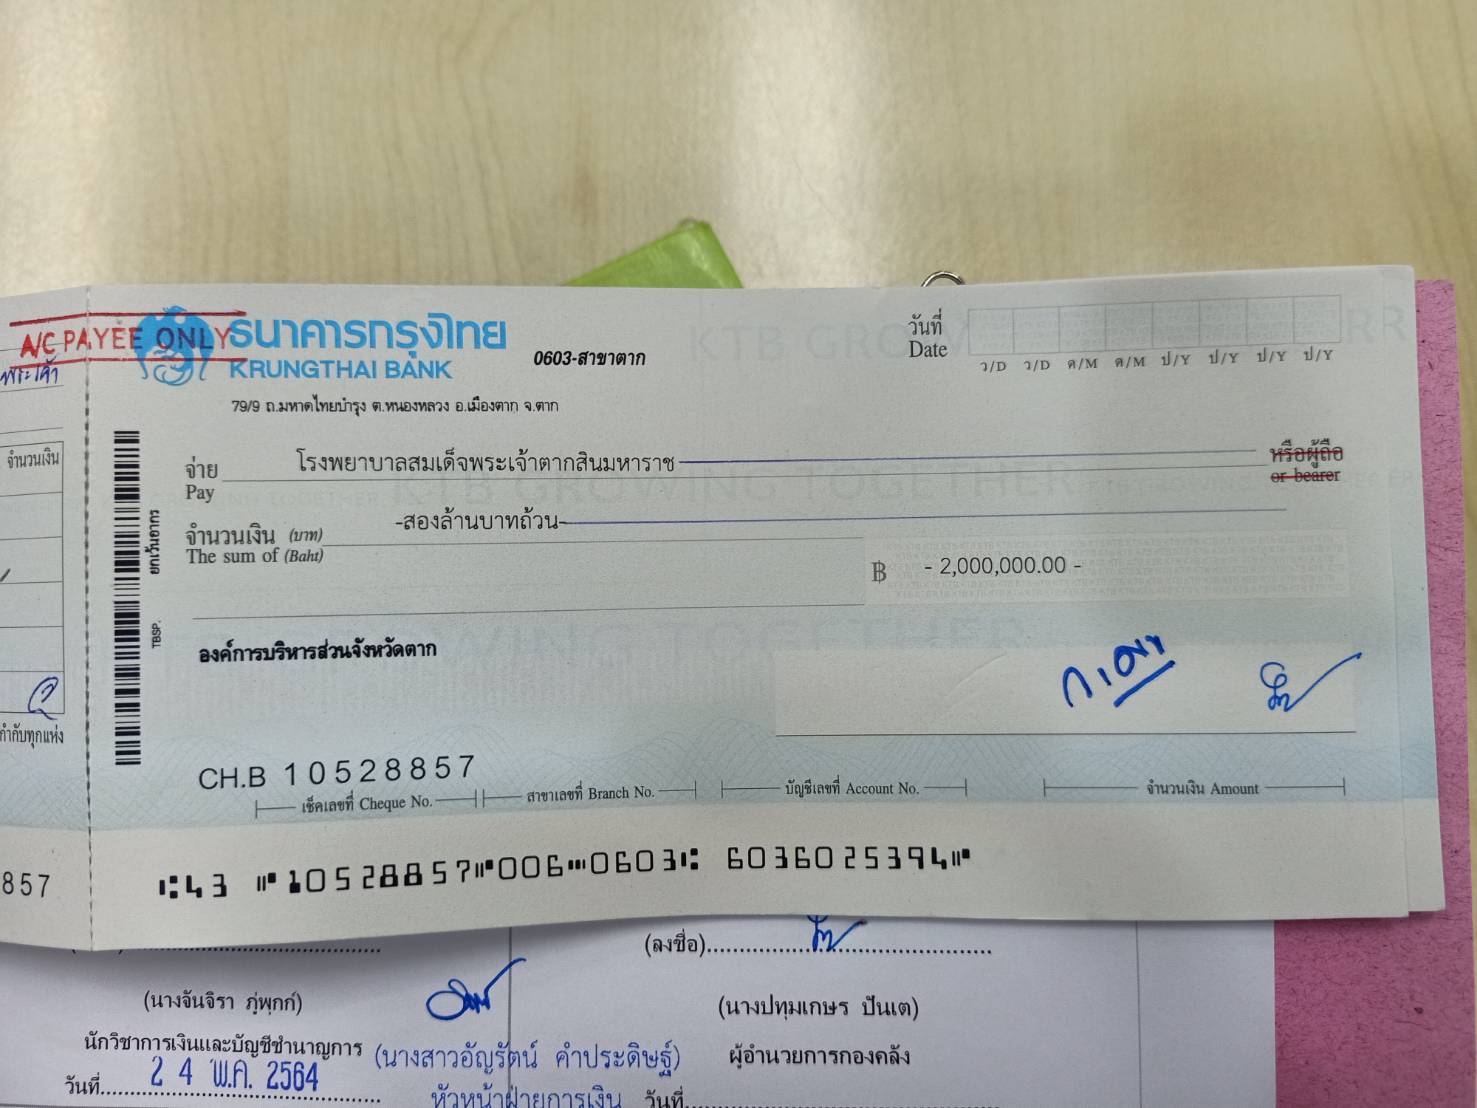 A/C PAYEE ONLY
พระเจ้า
จำนวนเงิน
กำกับทุกแห่ง
857
ธนาคารกรุงไทย
KRUNGTHAI BANK
0603-สาขาตาก
79/9 ถ.มหาดไทยบำรุง ต.หนองหลวง อ.เมืองตาก จ.ตาก
วันที่
Date
ว/D ว/D ด/M ด/M ป/Y ป/Y ป/Y ป/Y
จ่าย โรงพยาบาลสมเด็จพระเจ้าตากสินมหาราช หรือผู้ถือ
Pay or bearer
จำนวนเงิน (บาท) -สองล้านบาทถ้วน-
The sum of (Baht)
฿ - 2,000,000.00 -
ยกเว้นอากร
TBSP.
องค์การบริหารส่วนจังหวัดตาก
CH.B 10528857
เช็คเลขที่ Cheque No. สาขาเลขที่ Branch No. บัญชีเลขที่ Account No. จำนวนเงิน Amount
⑆43 ⑈10528857⑈006⑉0603⑆ 6036025394⑈
(ลงชื่อ)
(นางจันจิรา ภู่พุกก์) (นางปทุมเกษร ปันเต)
นักวิชาการเงินและบัญชีชำนาญการ (นางสาวอัญรัตน์ คำประดิษฐ์) ผู้อำนวยการกองคลัง
วันที่ 24 พ.ค. 2564 หัวหน้าฝ่ายการเงิน วันที่